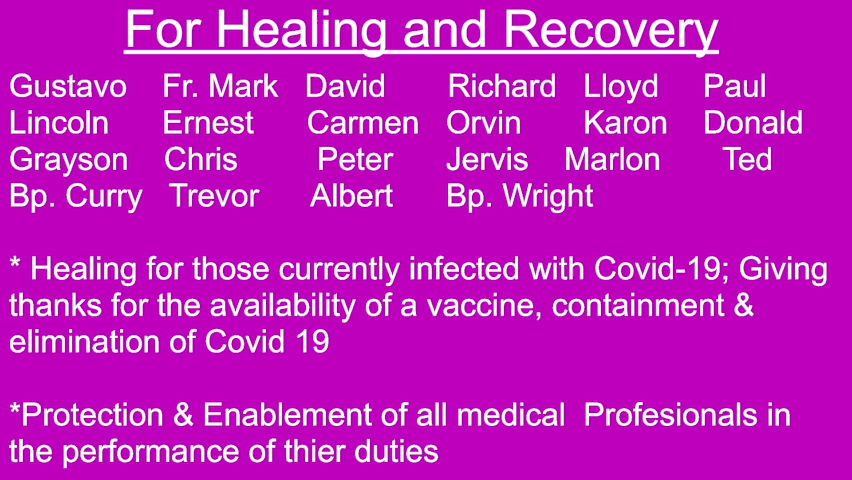 For Healing and Recovery
Gustavo Fr. Mark David Richard Lloyd Paul
Lincoln Ernest Carmen Orvin Karon Donald
Grayson Chris Peter Jervis Marlon Ted
Bp. Curry Trevor Albert Bp. Wright
* Healing for those currently infected with Covid-19; Giving
thanks for the availability of a vaccine, containment &
elimination of Covid 19
*Protection & Enablement of all medical Profesionals in
the performance of thier duties